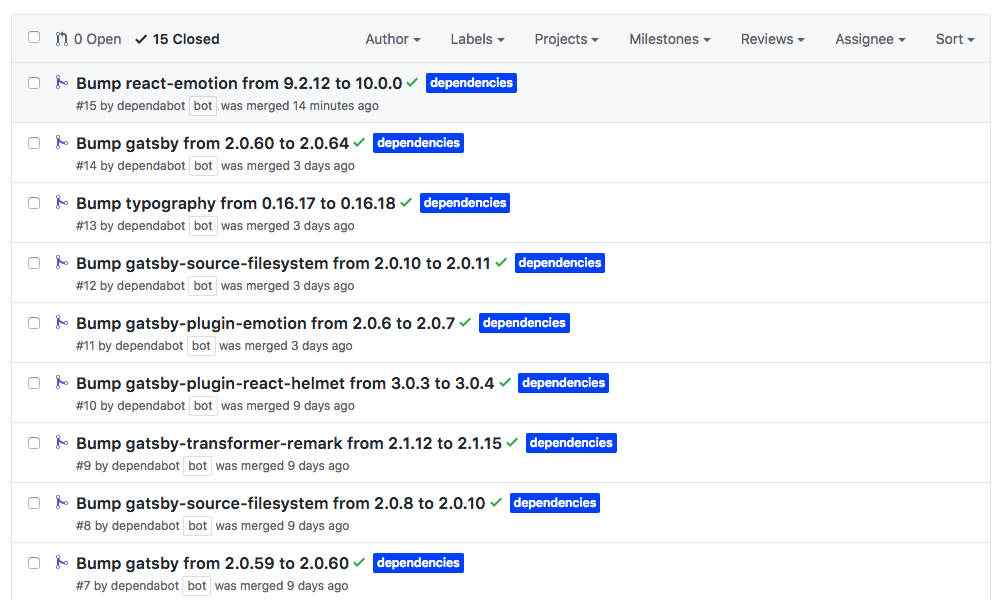 0 Open 15 Closed Author Labels Projects Milestones Reviews Assignee Sort
Bump react-emotion from 9.2.12 to 10.0.0 dependencies
#15 by dependabot bot was merged 14 minutes ago
Bump gatsby from 2.0.60 to 2.0.64 dependencies
#14 by dependabot bot was merged 3 days ago
Bump typography from 0.16.17 to 0.16.18 dependencies
#13 by dependabot bot was merged 3 days ago
Bump gatsby-source-filesystem from 2.0.10 to 2.0.11 dependencies
#12 by dependabot bot was merged 3 days ago
Bump gatsby-plugin-emotion from 2.0.6 to 2.0.7 dependencies
#11 by dependabot bot was merged 3 days ago
Bump gatsby-plugin-react-helmet from 3.0.3 to 3.0.4 dependencies
#10 by dependabot bot was merged 9 days ago
Bump gatsby-transformer-remark from 2.1.12 to 2.1.15 dependencies
#9 by dependabot bot was merged 9 days ago
Bump gatsby-source-filesystem from 2.0.8 to 2.0.10 dependencies
#8 by dependabot bot was merged 9 days ago
Bump gatsby from 2.0.59 to 2.0.60 dependencies
#7 by dependabot bot was merged 9 days ago